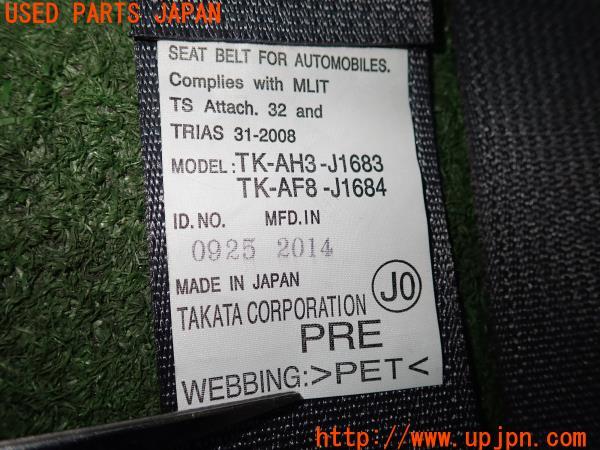 USED PARTS JAPAN
SEAT BELT FOR AUTOMOBILES.
Complies with MLIT
TS Attach. 32 and
TRIAS 31-2008
MODEL:TK-AH3-J1683
TK-AF8-J1684
ID.NO. MFD.IN
0925 2014
MADE IN JAPAN
JO
TAKATA CORPORATION
PRE
WEBBING:>PET<
UPJ
http://www.upjpn.com/